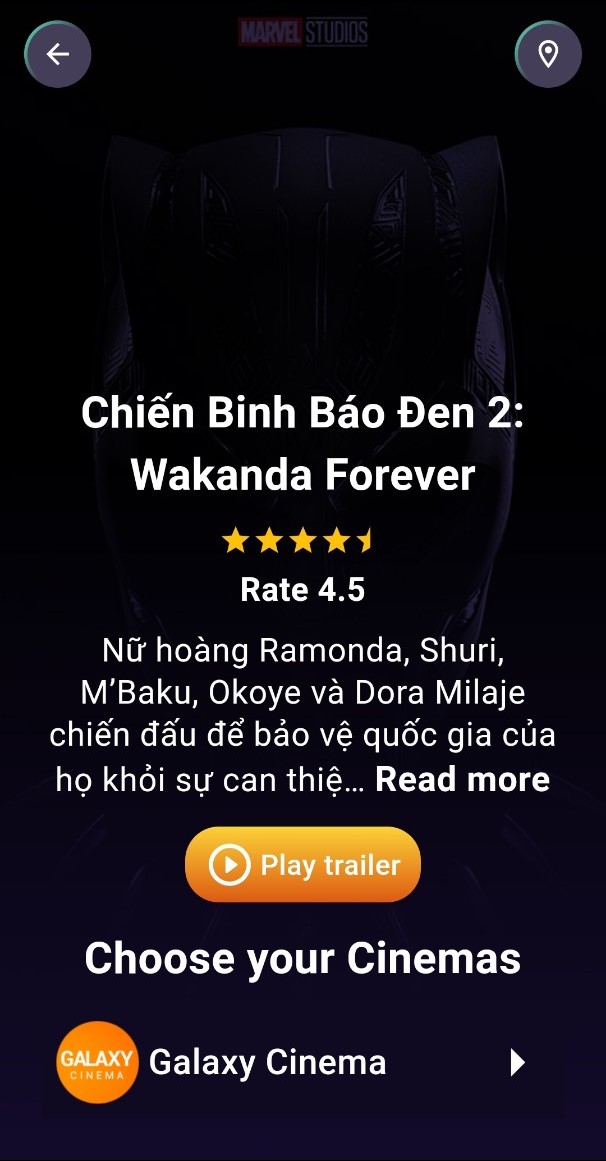 MARVEL STUDIOS
Chiến Binh Báo Đen 2:
Wakanda Forever
Rate 4.5
Nữ hoàng Ramonda, Shuri,
M’Baku, Okoye và Dora Milaje
chiến đấu để bảo vệ quốc gia của
họ khỏi sự can thiệ... Read more
Play trailer
Choose your Cinemas
GALAXY
CINEMA
Galaxy Cinema